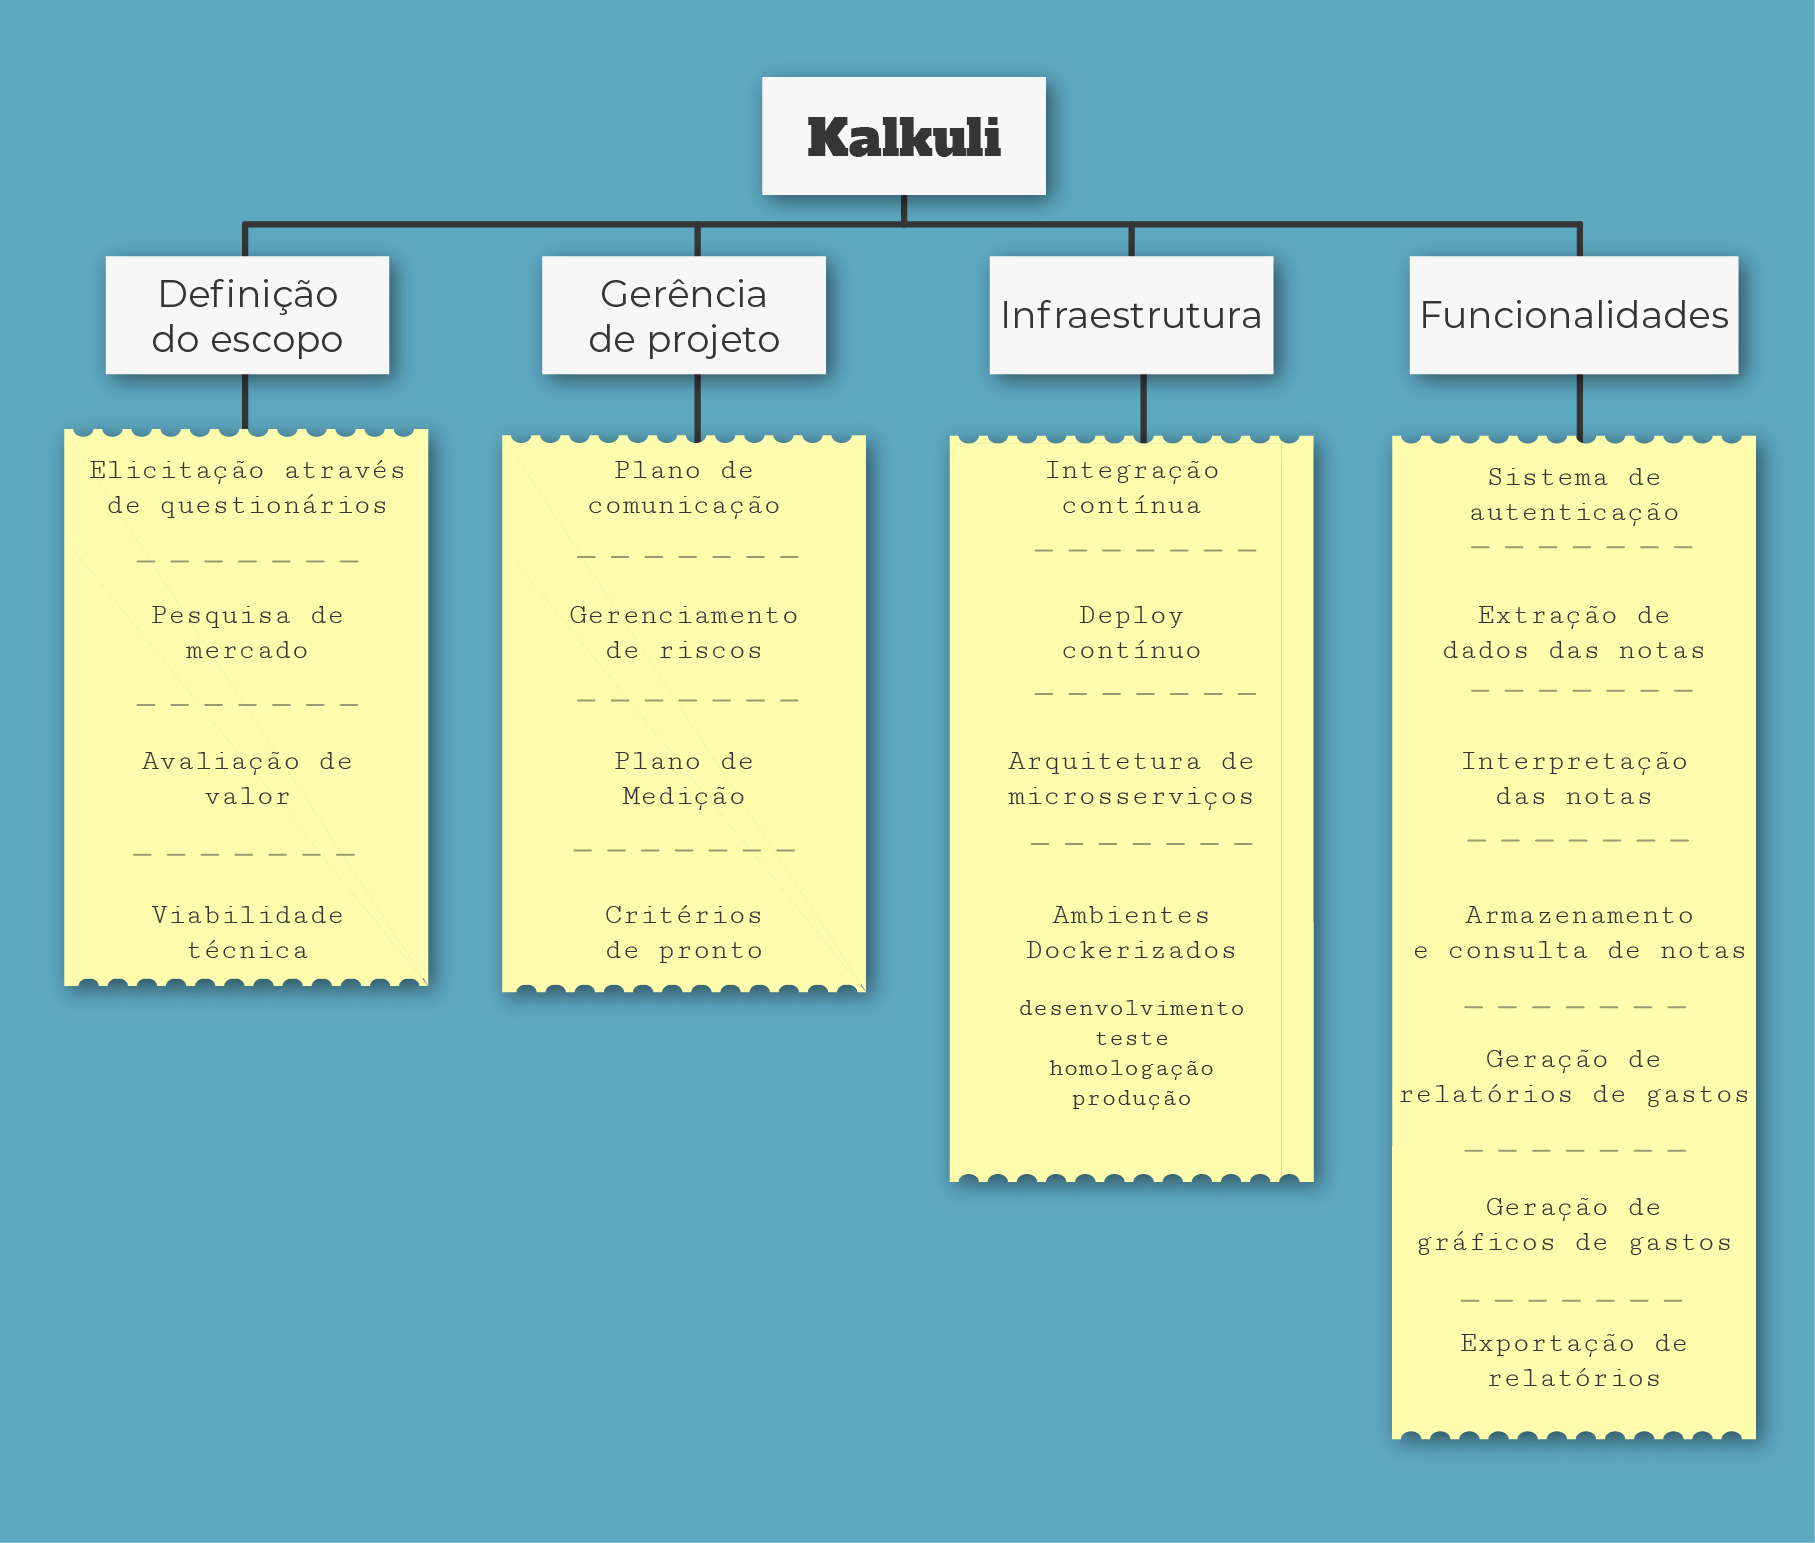 Kalkuli
Definição
do escopo
Elicitação através
de questionários
Pesquisa de
mercado
Avaliação de
valor
Viabilidade
técnica
Gerência
de projeto
Plano de
comunicação
Gerenciamento
de riscos
Plano de
Medição
Critérios
de pronto
Infraestrutura
Integração
contínua
Deploy
contínuo
Arquitetura de
microsserviços
Ambientes
Dockerizados
desenvolvimento
teste
homologação
produção
Funcionalidades
Sistema de
autenticação
Extração de
dados das notas
Interpretação
das notas
Armazenamento
e consulta de notas
Geração de
relatórios de gastos
Geração de
gráficos de gastos
Exportação de
relatórios